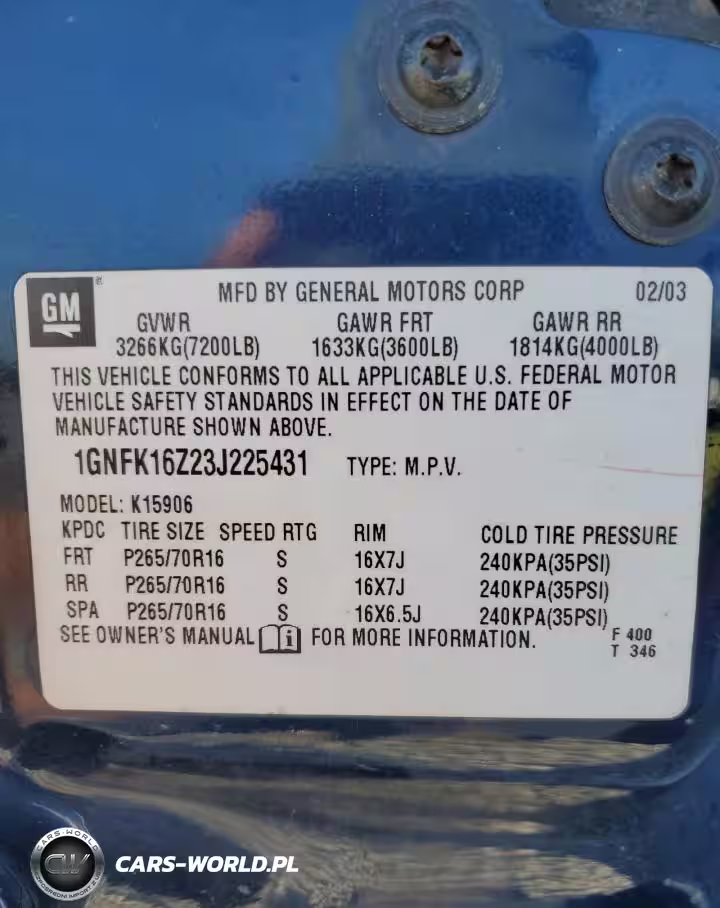 GM ®
MFD BY GENERAL MOTORS CORP 02/03
GVWR GAWR FRT GAWR RR
3266KG(7200LB) 1633KG(3600LB) 1814KG(4000LB)
THIS VEHICLE CONFORMS TO ALL APPLICABLE U.S. FEDERAL MOTOR
VEHICLE SAFETY STANDARDS IN EFFECT ON THE DATE OF
MANUFACTURE SHOWN ABOVE.
1GNFK16Z23J225431 TYPE: M.P.V.
MODEL: K15906
KPDC TIRE SIZE SPEED RTG RIM COLD TIRE PRESSURE
FRT P265/70R16 S 16X7J 240KPA(35PSI)
RR P265/70R16 S 16X7J 240KPA(35PSI)
SPA P265/70R16 S 16X6.5J 240KPA(35PSI)
SEE OWNER'S MANUAL i FOR MORE INFORMATION.
F 400
T 346
CARS-WORLD
CW
CARS-WORLD.PL